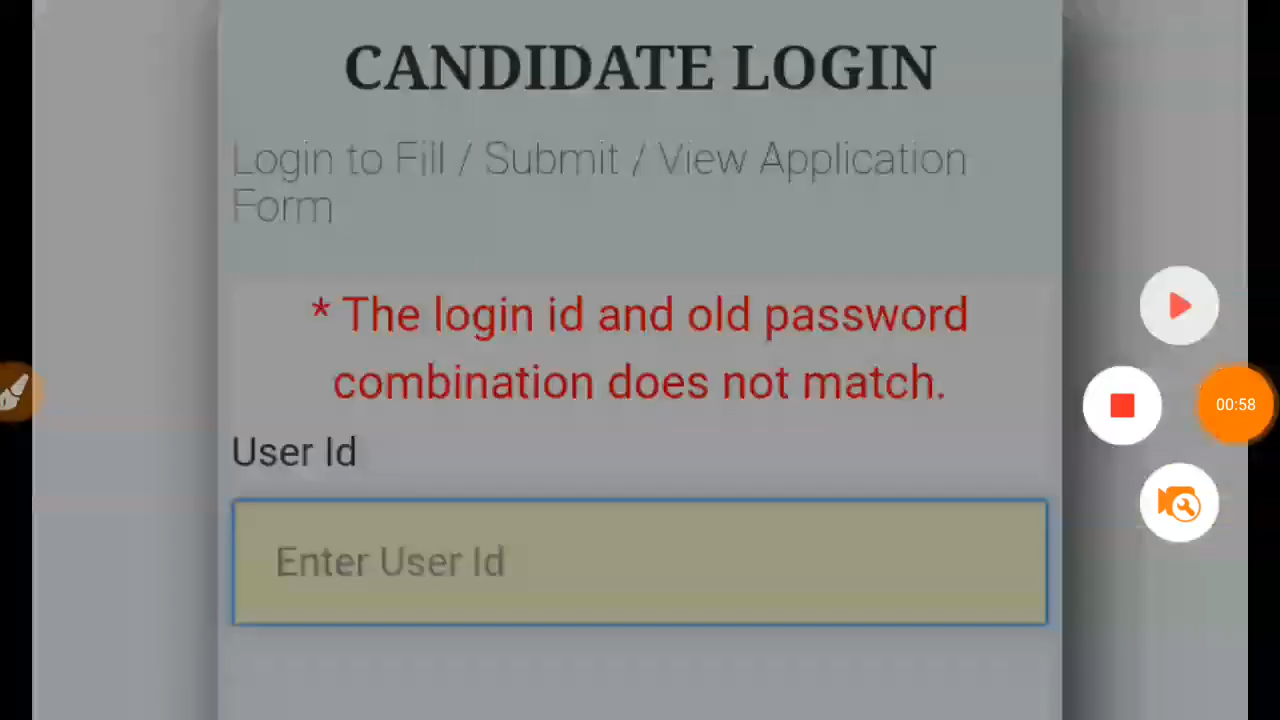 CANDIDATE LOGIN
Login to Fill / Submit / View Application
Form
* The login id and old password
combination does not match.
User Id
Enter User Id
00:58